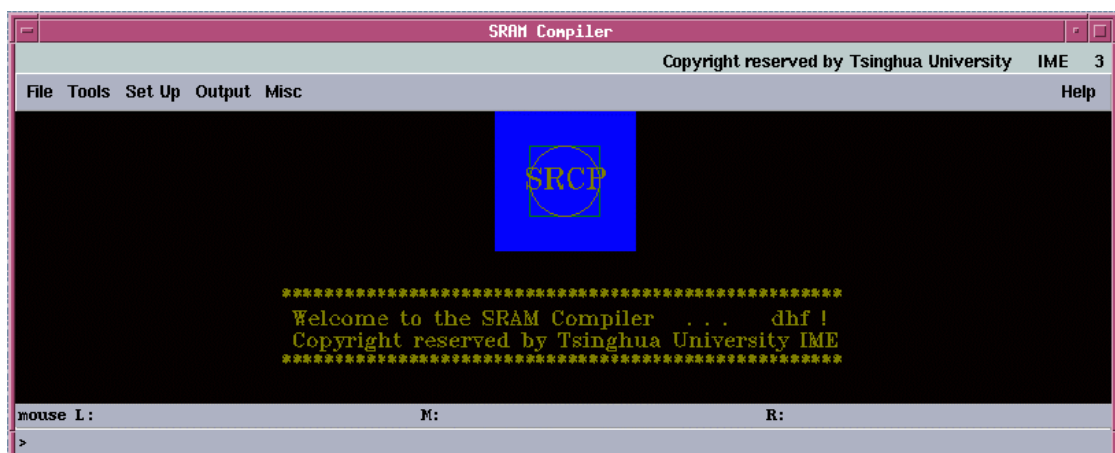 SRAM Compiler
Copyright reserved by Tsinghua University IME 3
File Tools Set Up Output Misc Help
SRCP
****************************************************
Welcome to the SRAM Compiler ... dhf !
Copyright reserved by Tsinghua University IME
****************************************************
mouse L: M: R:
>